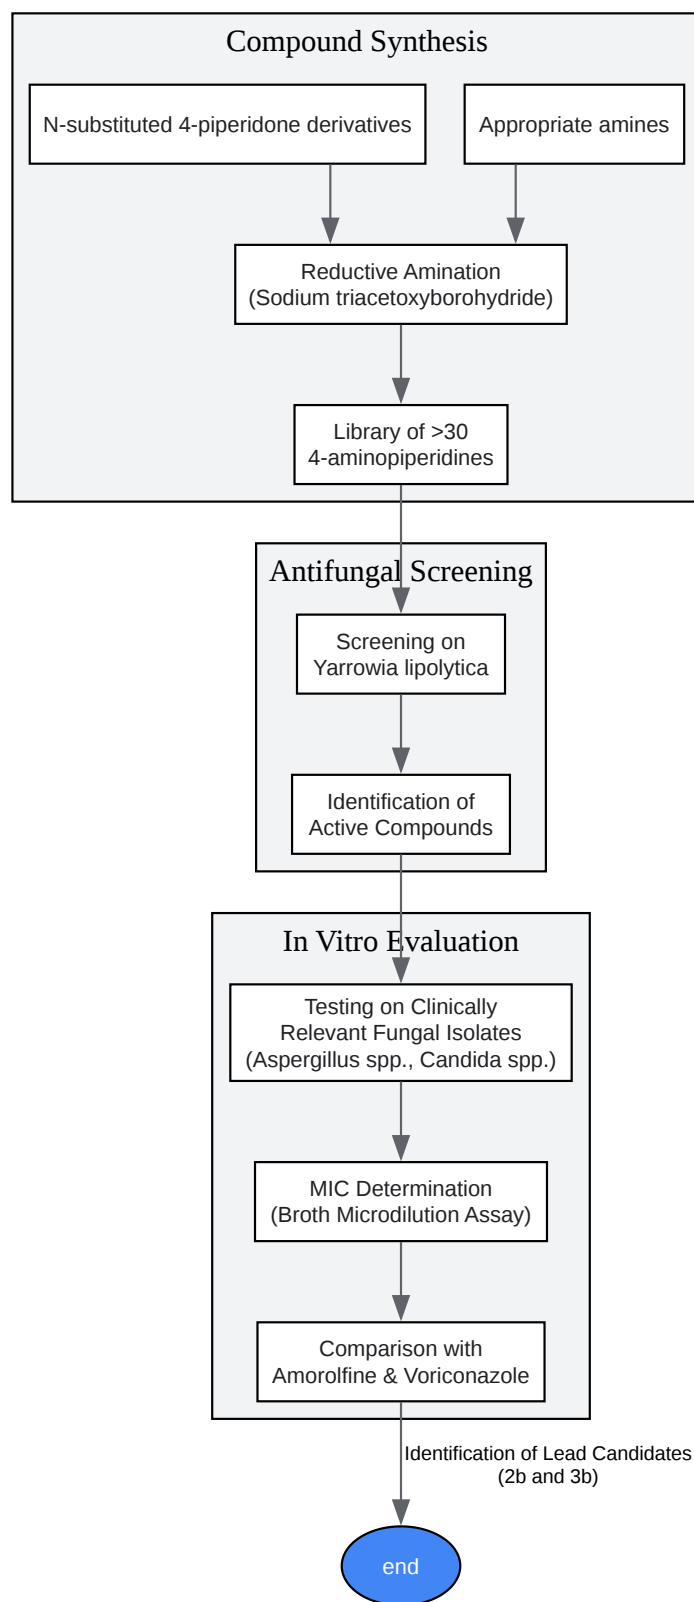 Compound Synthesis
N-substituted 4-piperidone derivatives
Appropriate amines
Reductive Amination
(Sodium triacetoxyborohydride)
Library of >30
4-aminopiperidines
Antifungal Screening
Screening on
Yarrowia lipolytica
Identification of
Active Compounds
In Vitro Evaluation
Testing on Clinically
Relevant Fungal Isolates
(Aspergillus spp., Candida spp.)
MIC Determination
(Broth Microdilution Assay)
Comparison with
Amorolfine & Voriconazole
Identification of Lead Candidates
(2b and 3b)
end